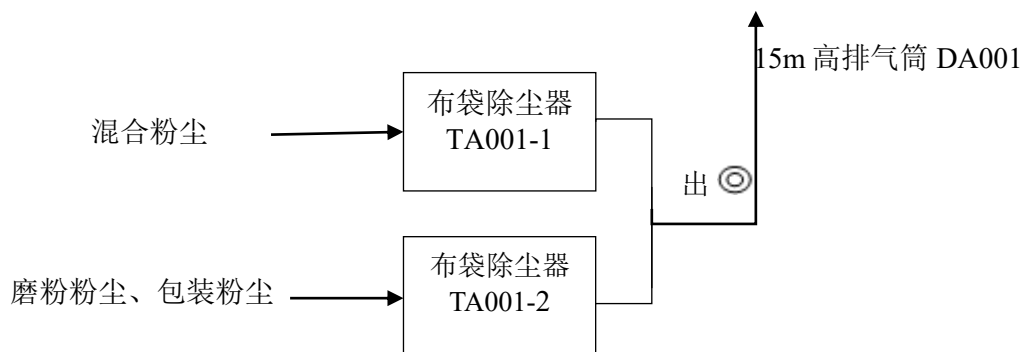 15m 高排气筒 DA001
布袋除尘器
TA001-1
混合粉尘
出
布袋除尘器
TA001-2
磨粉粉尘、包装粉尘